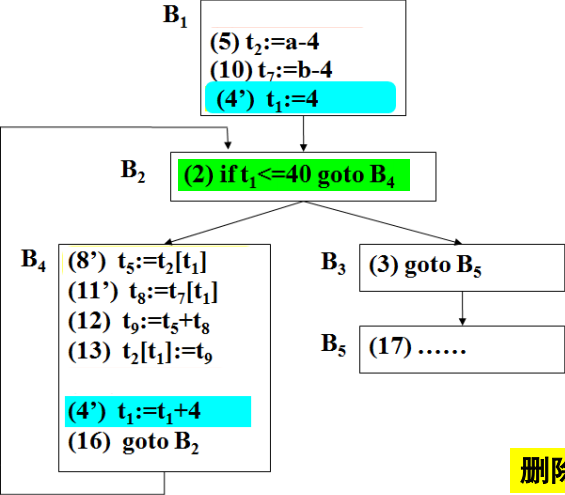 B₁
(5) t₂:=a-4
(10) t₇:=b-4
(4’) t₁:=4
B₂
(2) if t₁<=40 goto B₄
B₄
(8’) t₅:=t₂[t₁]
(11’) t₈:=t₇[t₁]
(12) t₉:=t₅+t₈
(13) t₂[t₁]:=t₉
(4’) t₁:=t₁+4
(16) goto B₂
B₃
(3) goto B₅
B₅
(17) ……
删除